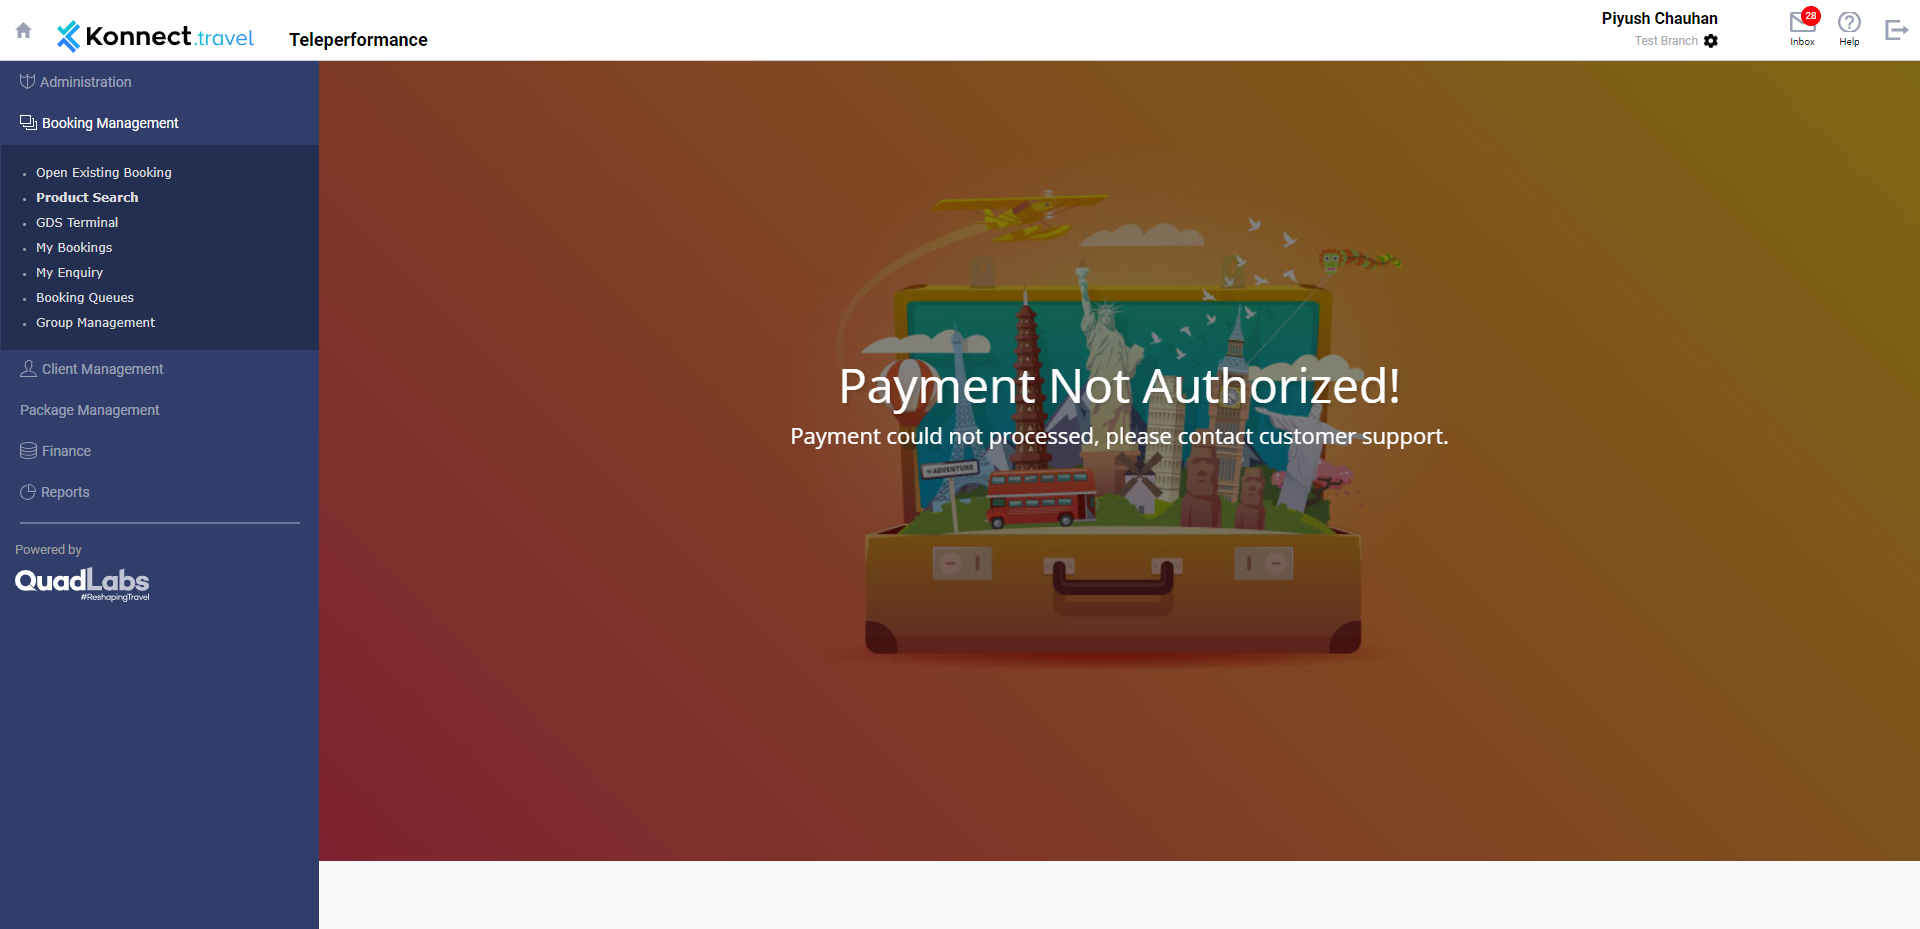 Konnect.travel
Teleperformance
Piyush Chauhan
Test Branch
28
Inbox
Help
Administration
Booking Management
Open Existing Booking
Product Search
GDS Terminal
My Bookings
My Enquiry
Booking Queues
Group Management
Client Management
Package Management
Finance
Reports
Powered by
QuadLabs
#ReshapingTravel
Payment Not Authorized!
Payment could not processed, please contact customer support.
ADVENTURE